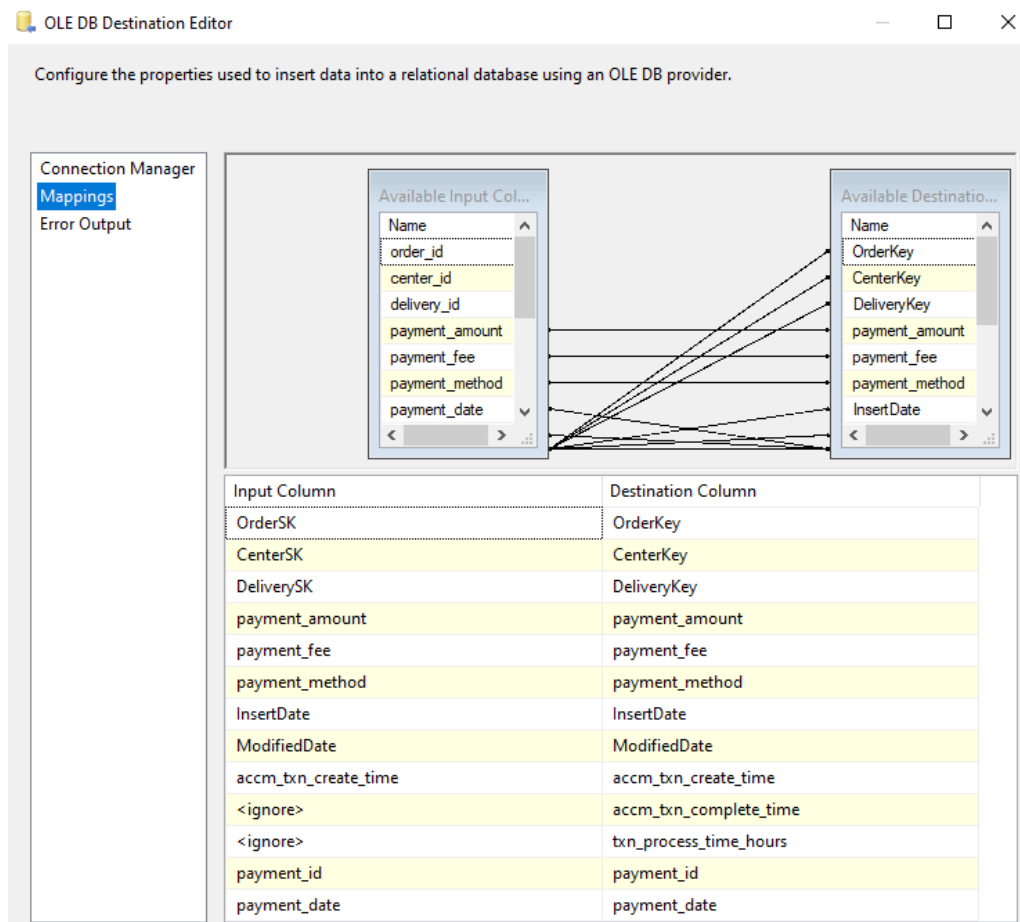 OLE DB Destination Editor
Configure the properties used to insert data into a relational database using an OLE DB provider.
Connection Manager
Mappings
Error Output
Available Input Col...
Name
order_id
center_id
delivery_id
payment_amount
payment_fee
payment_method
payment_date
Available Destinatio...
Name
OrderKey
CenterKey
DeliveryKey
payment_amount
payment_fee
payment_method
InsertDate
Input Column Destination Column
OrderSK OrderKey
CenterSK CenterKey
DeliverySK DeliveryKey
payment_amount payment_amount
payment_fee payment_fee
payment_method payment_method
InsertDate InsertDate
ModifiedDate ModifiedDate
accm_txn_create_time accm_txn_create_time
<ignore> accm_txn_complete_time
<ignore> txn_process_time_hours
payment_id payment_id
payment_date payment_date